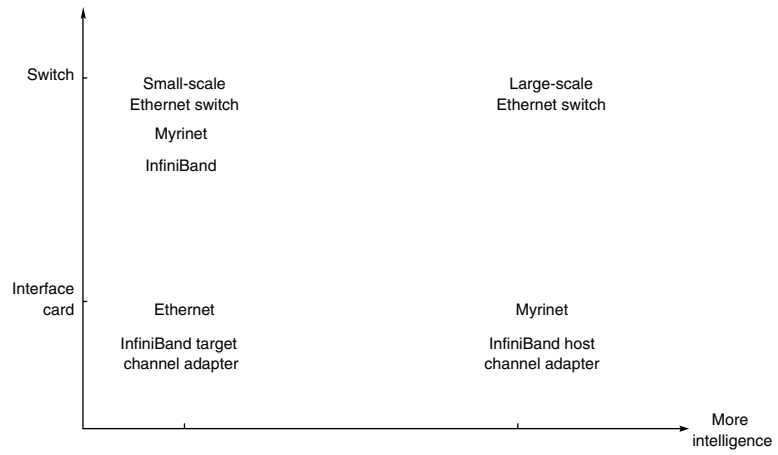 Switch
Small-scale
Ethernet switch
Myrinet
InfiniBand
Large-scale
Ethernet switch
Interface
card
Ethernet
InfiniBand target
channel adapter
Myrinet
InfiniBand host
channel adapter
More
intelligence